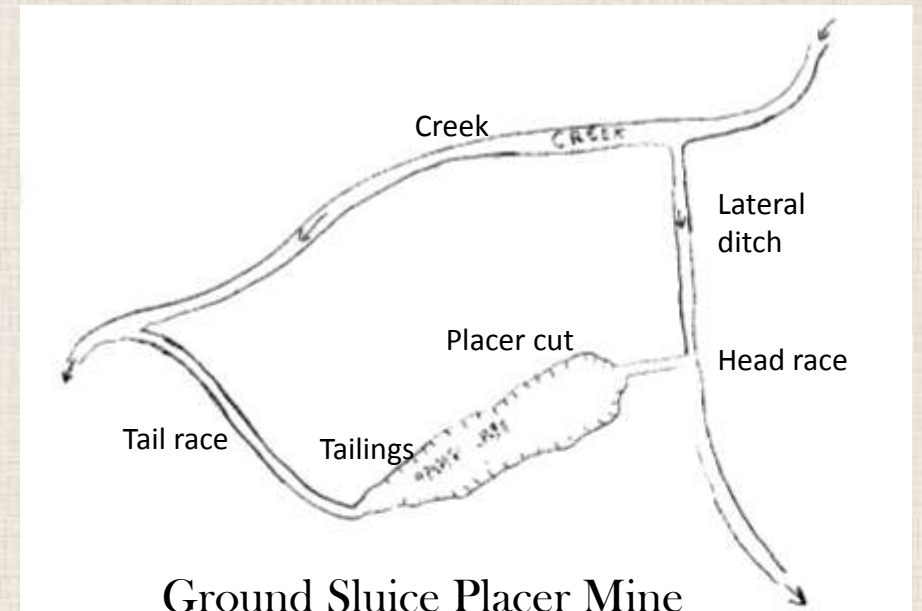 Creek
CREEK
Lateral
ditch
Placer cut
Head race
Tail race
Tailings
Ground Sluice Placer Mine